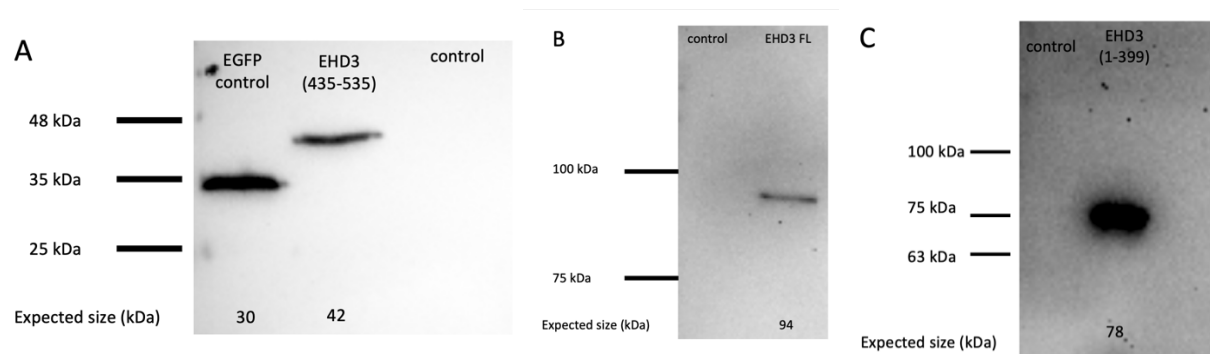 A
EGFP
control
EHD3
(435-535)
control
48 kDa
35 kDa
25 kDa
Expected size (kDa)
30
42
B
control
EHD3 FL
100 kDa
75 kDa
Expected size (kDa)
94
C
control
EHD3
(1-399)
100 kDa
75 kDa
63 kDa
Expected size (kDa)
78